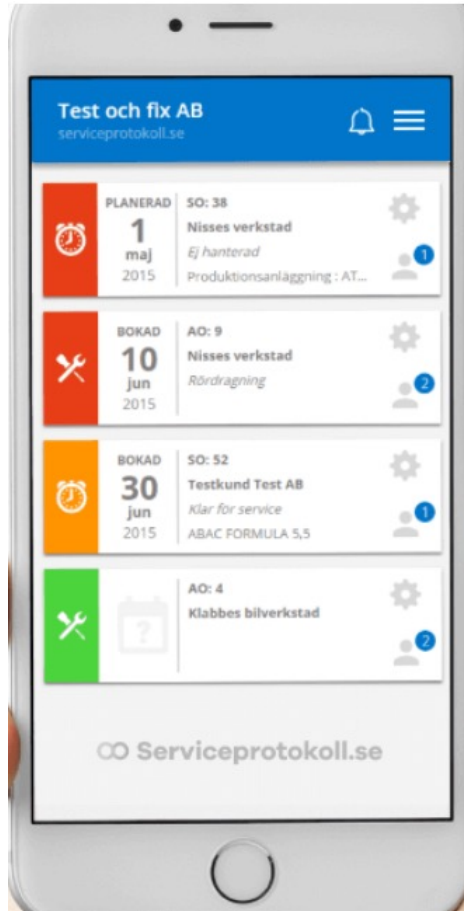 Test och fix AB
serviceprotokoll.se
PLANERAD
1
maj
2015
SO: 38
Nisses verkstad
Ej hanterad
Produktionsanläggning : AT...
1
BOKAD
10
jun
2015
AO: 9
Nisses verkstad
Rördragning
2
BOKAD
30
jun
2015
SO: 52
Testkund Test AB
Klar för service
ABAC FORMULA 5,5
1
?
AO: 4
Klabbes bilverkstad
2
Serviceprotokoll.se